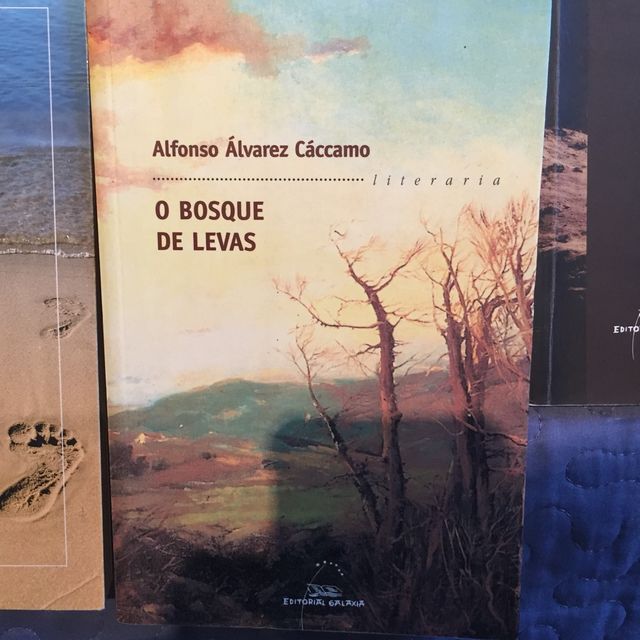 Alfonso Álvarez Cáccamo
literaria
O BOSQUE
DE LEVAS
EDITORIAL GALAXIA